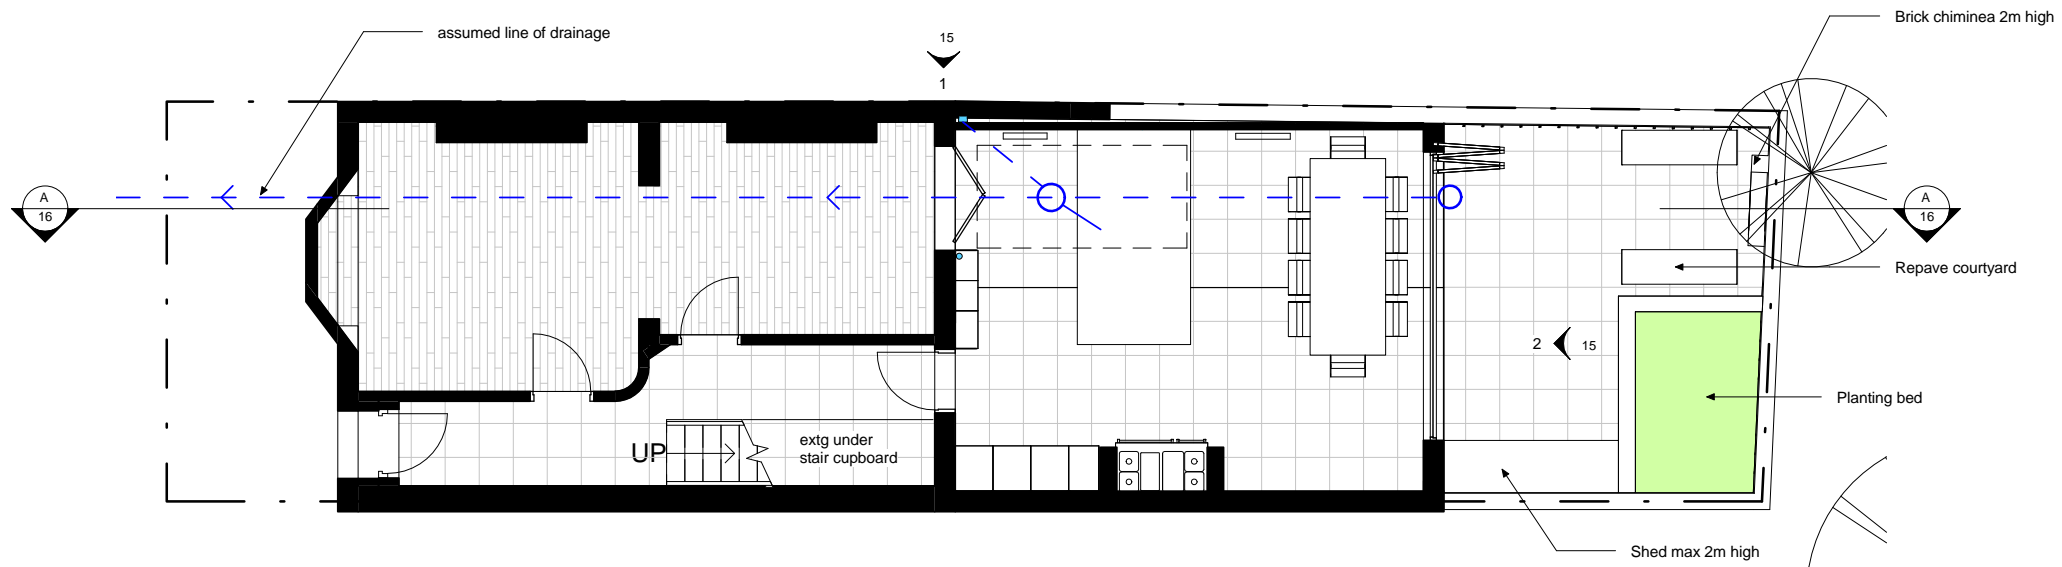 Brick chiminea 2m high
assumed line of drainage
15
1
A
16
A
16
Repave courtyard
2
15
Planting bed
UP
extg under
stair cupboard
Shed max 2m high